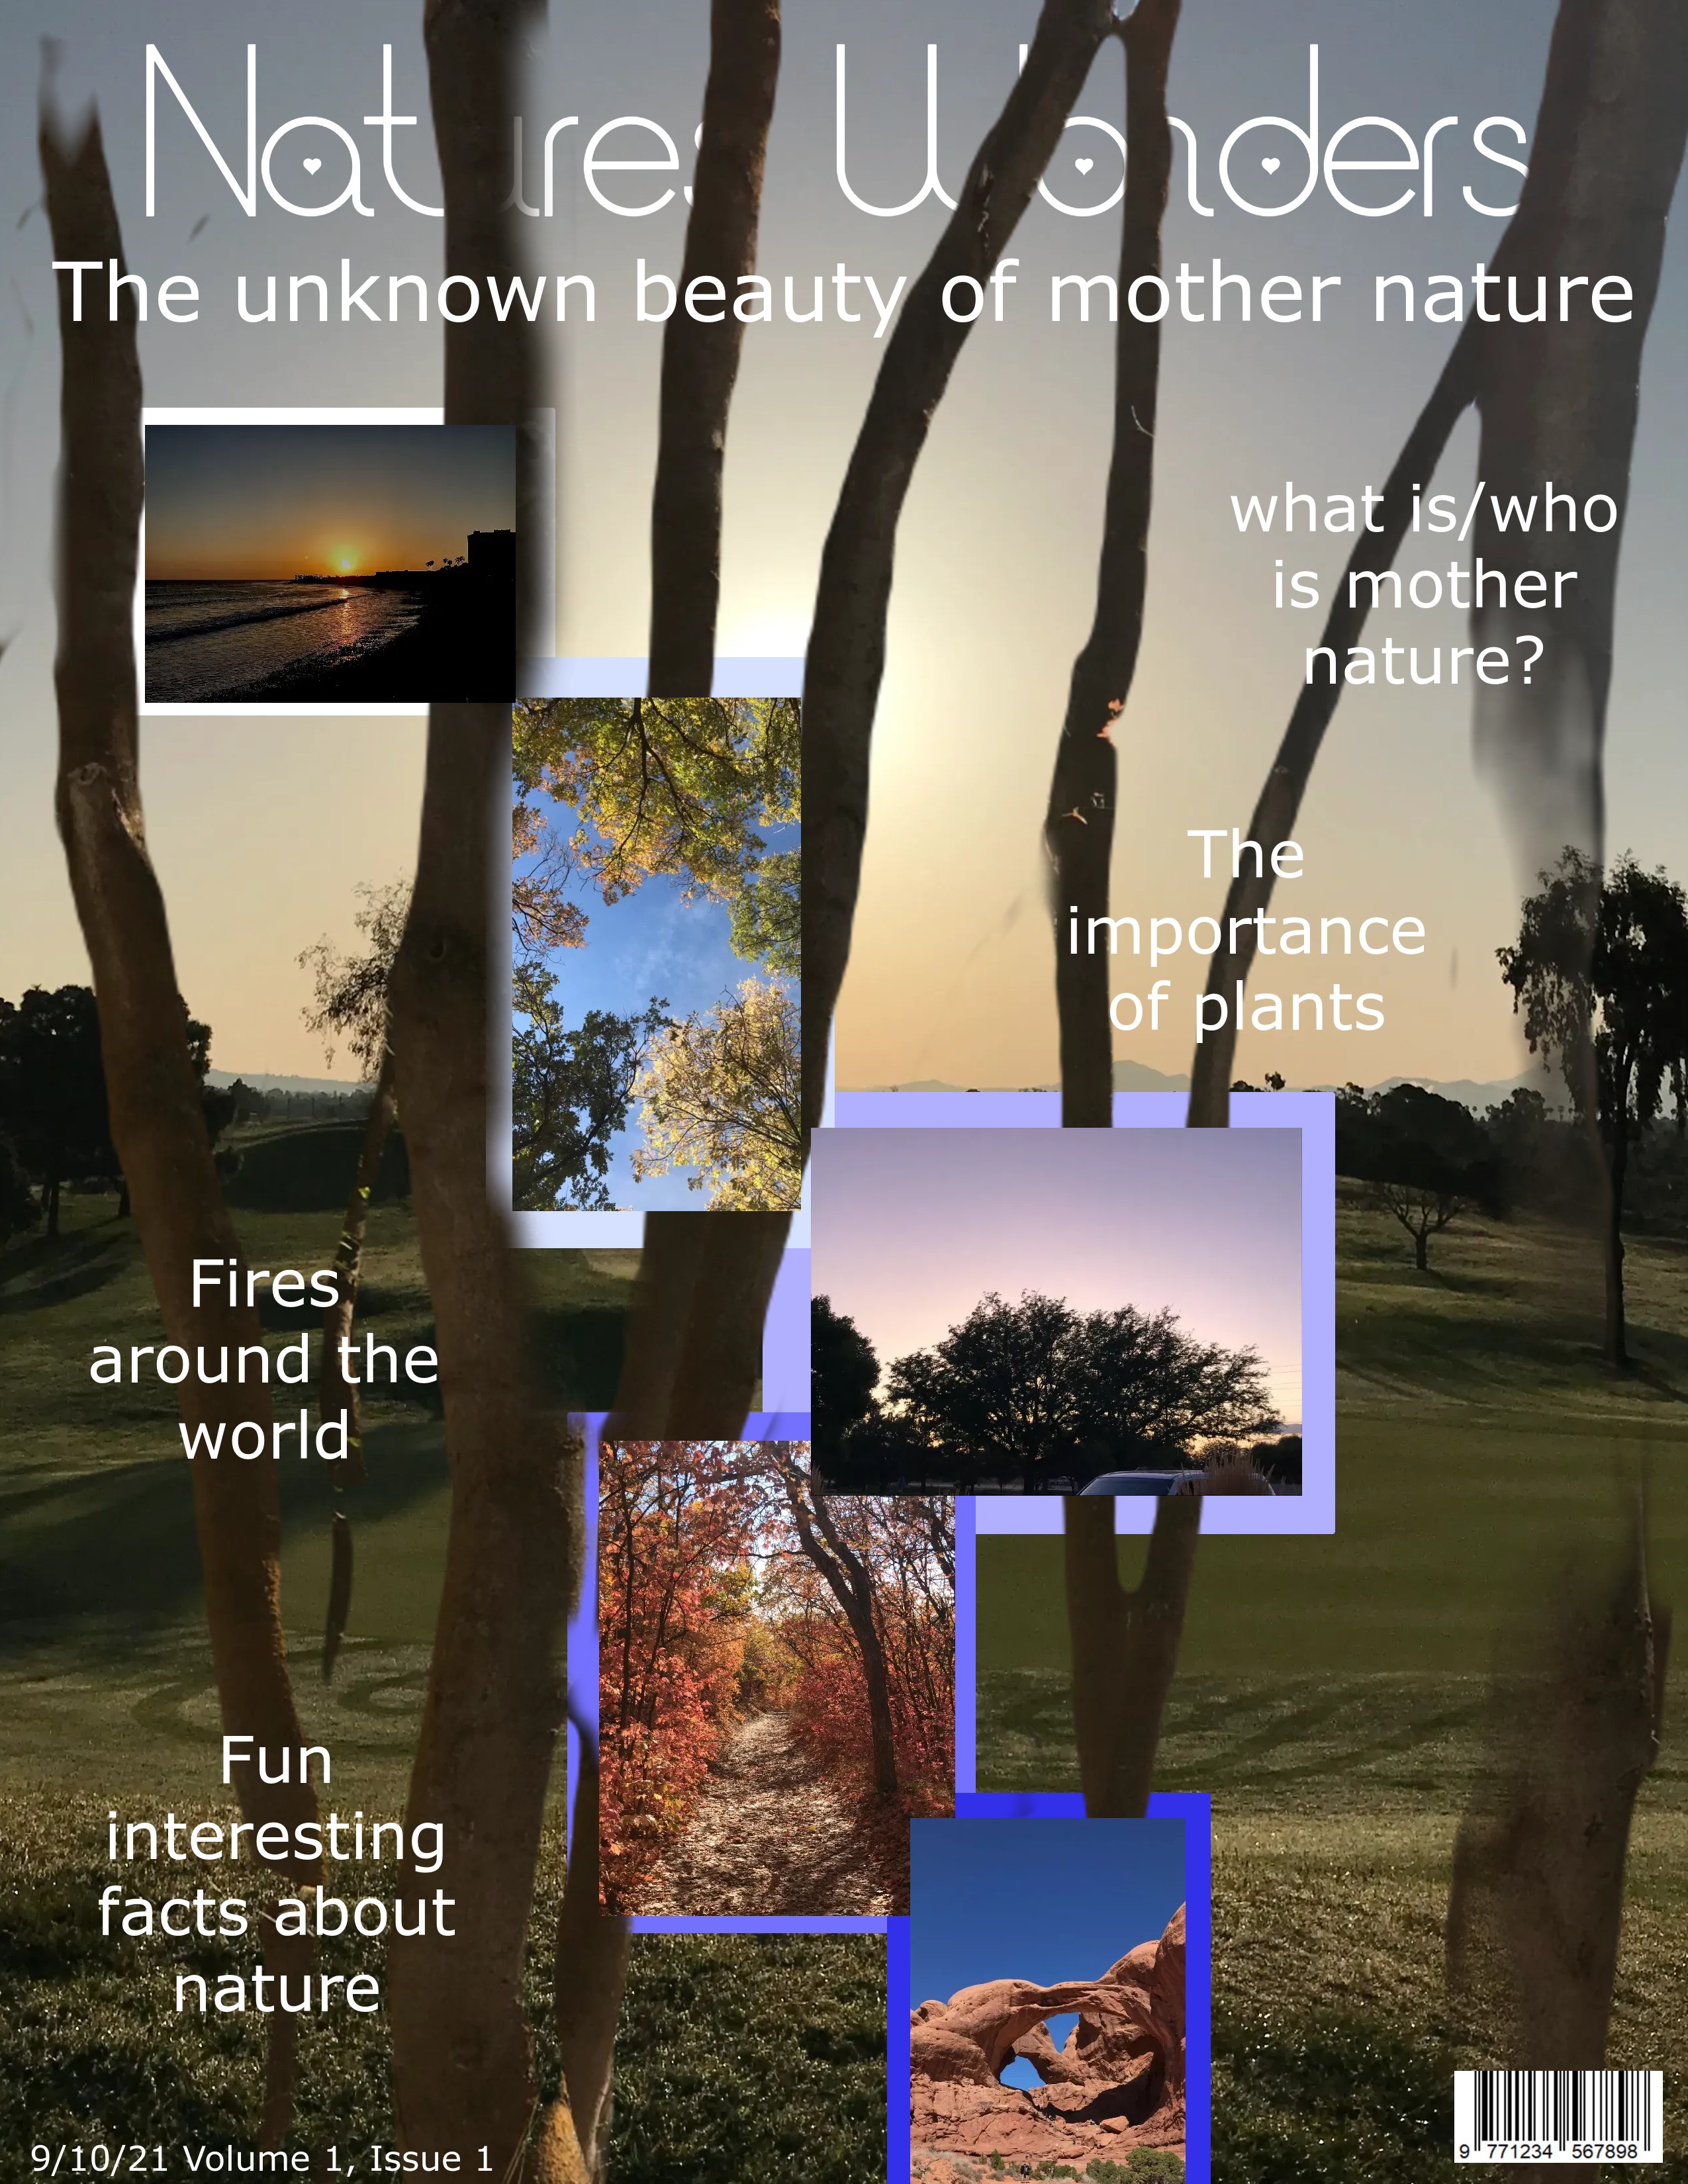 Natures Wonders
The unknown beauty of mother nature
what is/who
is mother
nature?
The
importance
of plants
Fires
around the
world
Fun
interesting
facts about
nature
9/10/21 Volume 1, Issue 1
9 771234 567898